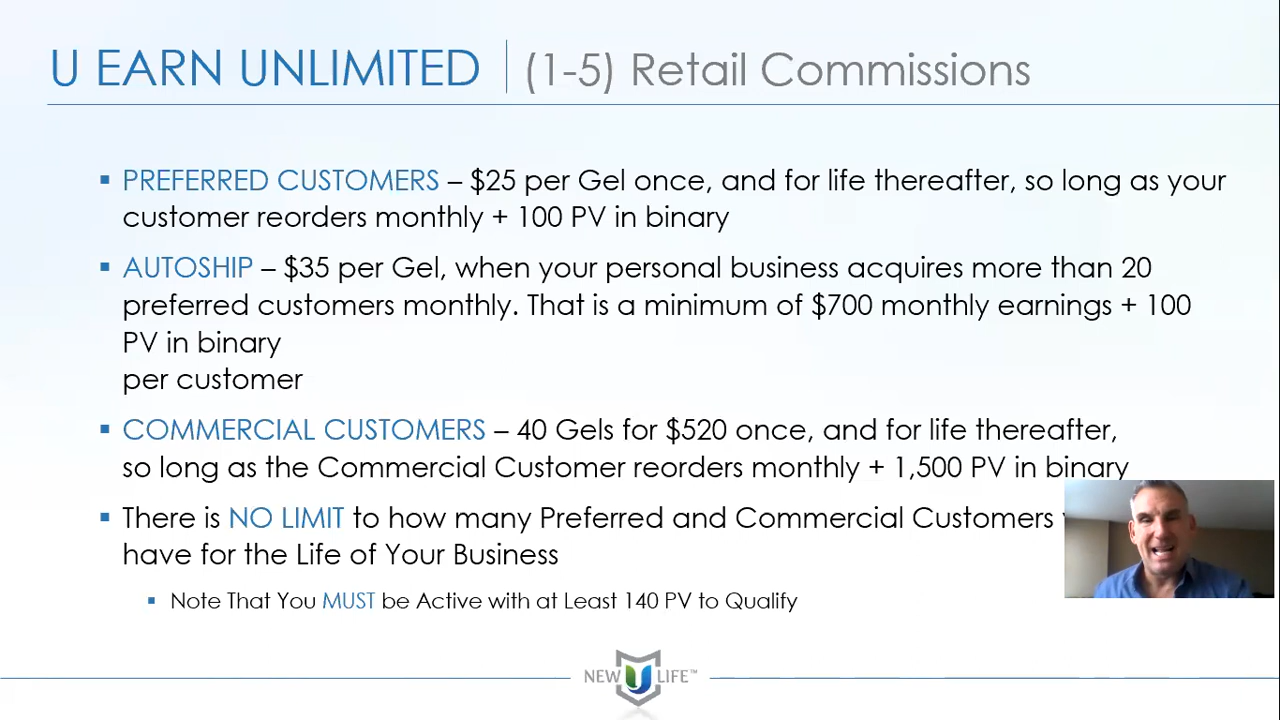 U EARN UNLIMITED (1-5) Retail Commissions
PREFERRED CUSTOMERS – $25 per Gel once, and for life thereafter, so long as your
customer reorders monthly + 100 PV in binary
AUTOSHIP – $35 per Gel, when your personal business acquires more than 20
preferred customers monthly. That is a minimum of $700 monthly earnings + 100
PV in binary
per customer
COMMERCIAL CUSTOMERS – 40 Gels for $520 once, and for life thereafter,
so long as the Commercial Customer reorders monthly + 1,500 PV in binary
There is NO LIMIT to how many Preferred and Commercial Customers
have for the Life of Your Business
Note That You MUST be Active with at Least 140 PV to Qualify
NEW U LIFE™